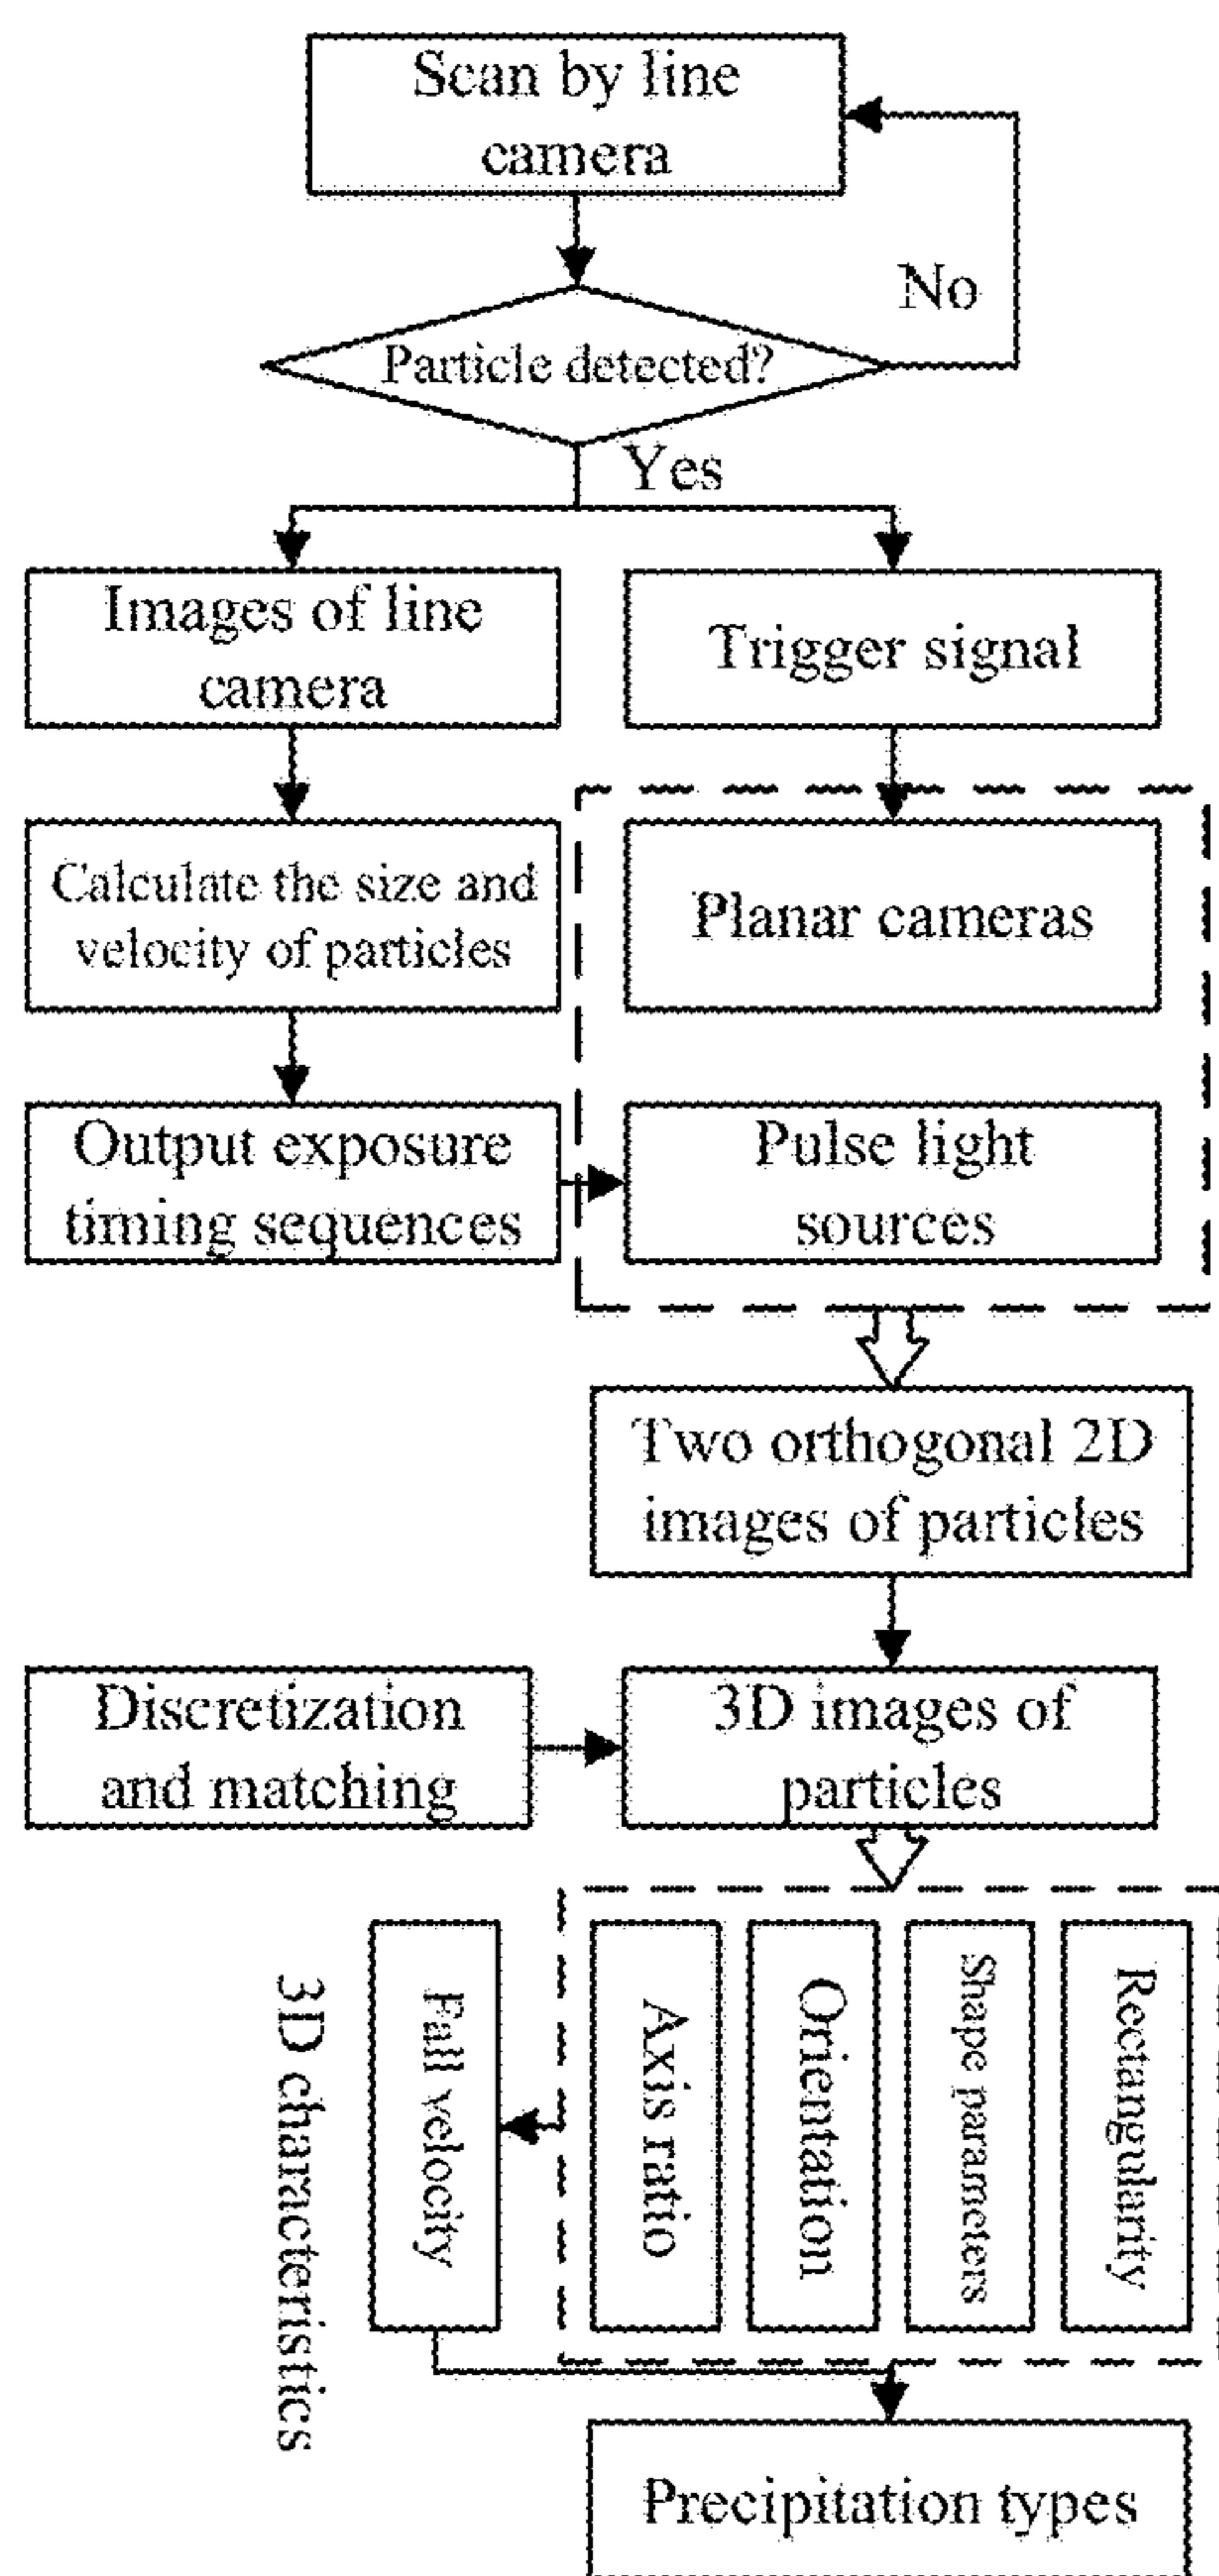 Scan by line
camera
No
Particle detected?
Yes
Images of line
camera
Trigger signal
Calculate the size and
velocity of particles
Planar cameras
Output exposure
timing sequences
Pulse light
sources
Two orthogonal 2D
images of particles
Discretization
and matching
3D images of
particles
3D characteristics
Fall velocity
Axis ratio
Orientation
Shape parameters
Rectangularity
Precipitation types